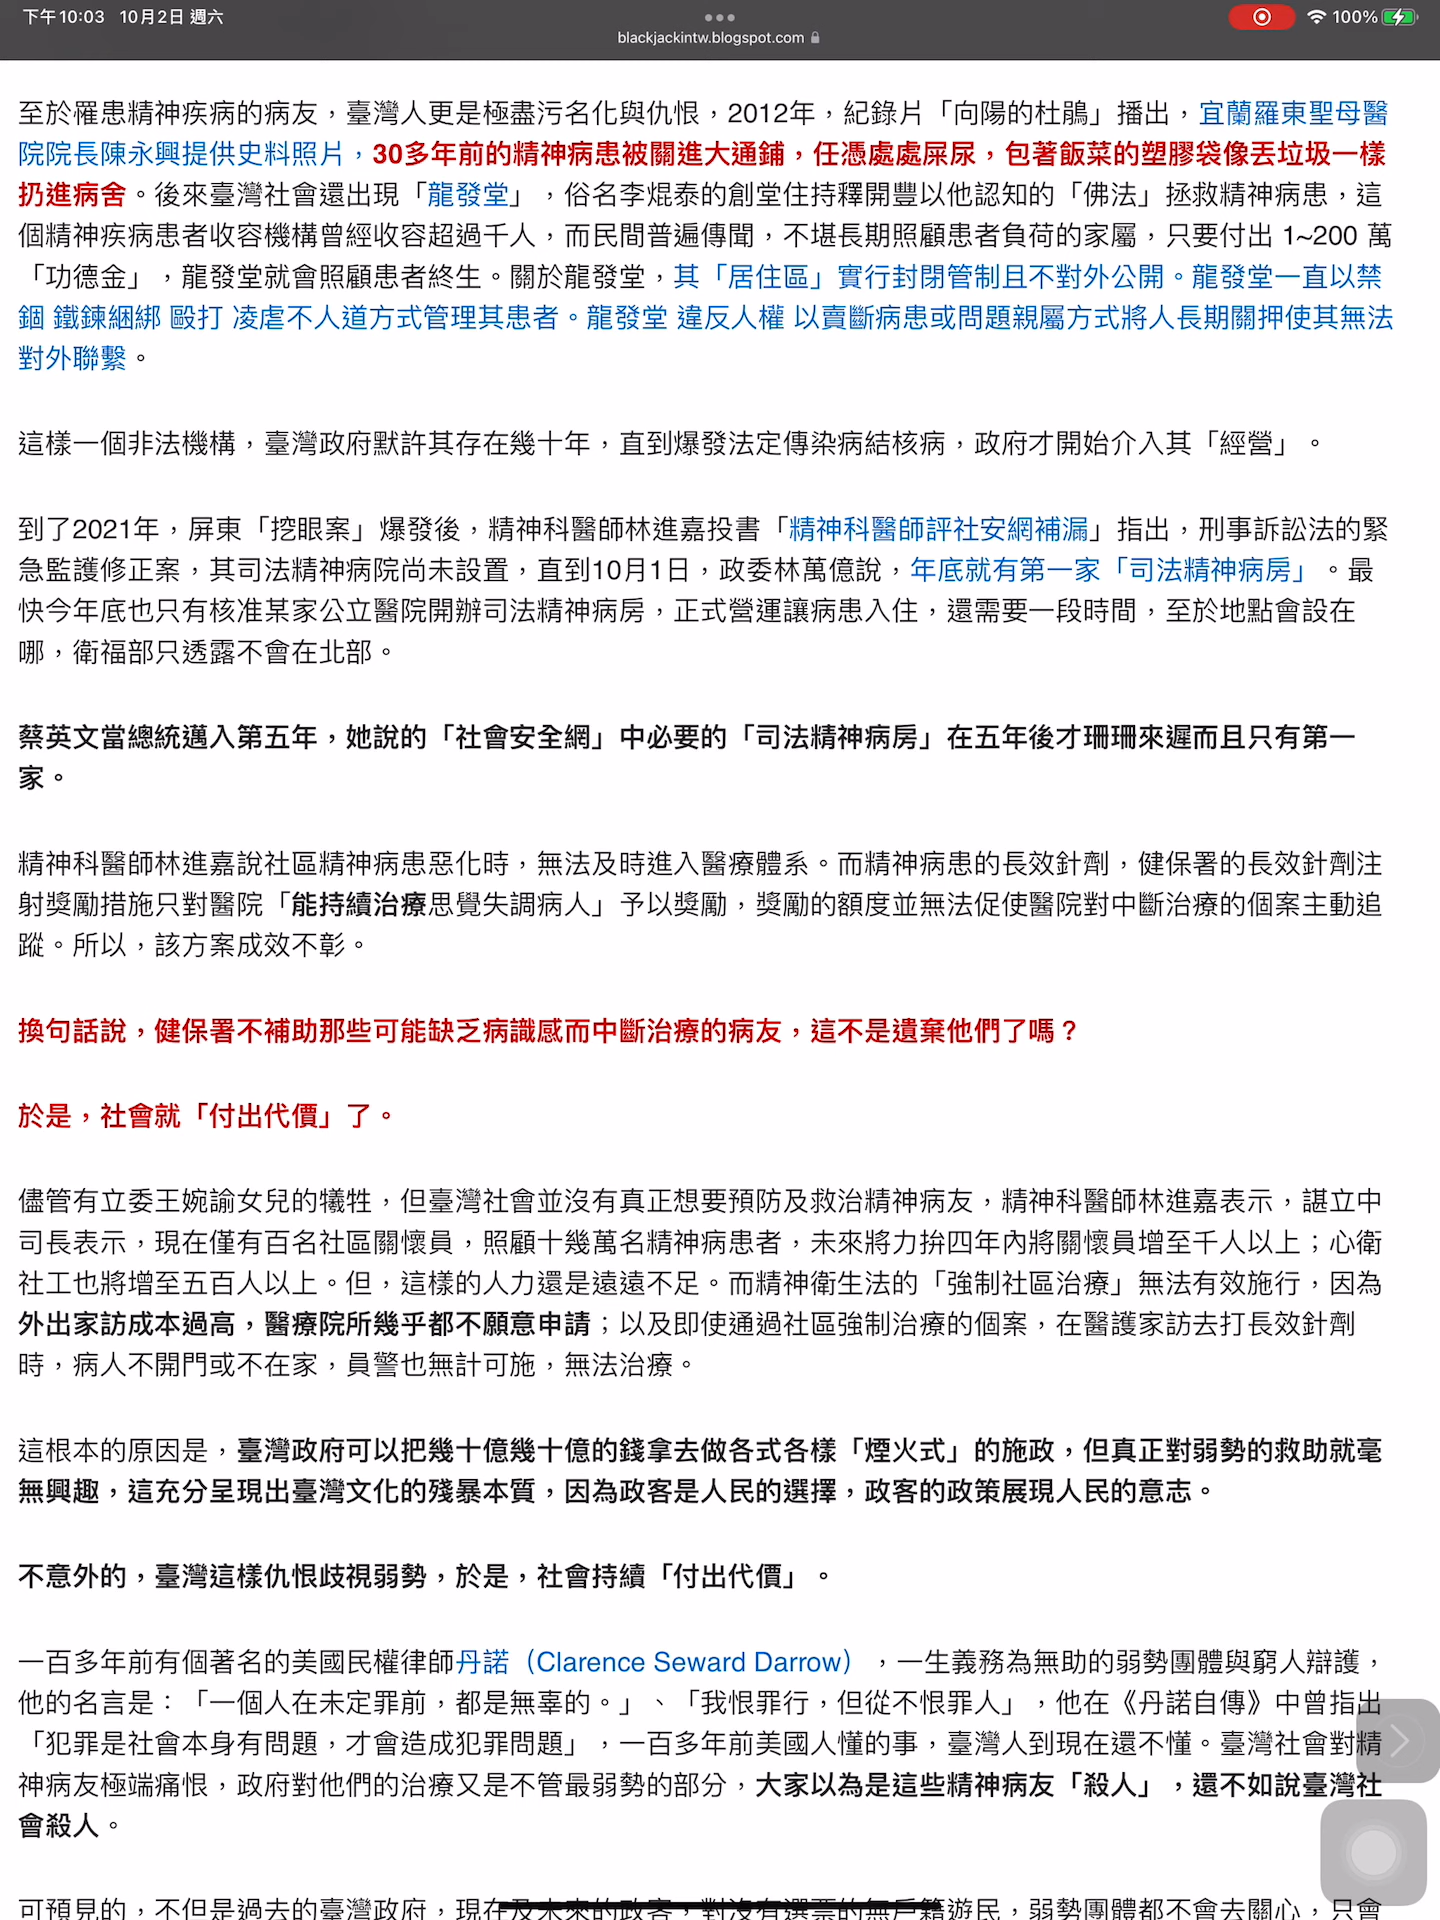 下午10:03 10月2日 週六
100%
blackjackintw.blogspot.com
至於罹患精神疾病的病友，臺灣人更是極盡污名化與仇恨，2012年，紀錄片「向陽的杜鵑」播出，宜蘭羅東聖母醫
院院長陳永興提供史料照片，30多年前的精神病患被關進大通鋪，任憑處處屎尿，包著飯菜的塑膠袋像丟垃圾一樣
扔進病舍。後來臺灣社會還出現「龍發堂」，俗名李焜泰的創堂住持釋開豐以他認知的「佛法」拯救精神病患，這
個精神疾病患者收容機構曾經收容超過千人，而民間普遍傳聞，不堪長期照顧患者負荷的家屬，只要付出 1~200 萬
「功德金」，龍發堂就會照顧患者終生。關於龍發堂，其「居住區」實行封閉管制且不對外公開。龍發堂一直以禁
錮 鐵鍊綑綁 毆打 凌虐不人道方式管理其患者。龍發堂 違反人權 以賣斷病患或問題親屬方式將人長期關押使其無法
對外聯繫。
這樣一個非法機構，臺灣政府默許其存在幾十年，直到爆發法定傳染病結核病，政府才開始介入其「經營」。
到了2021年，屏東「挖眼案」爆發後，精神科醫師林進嘉投書「精神科醫師評社安網補漏」指出，刑事訴訟法的緊
急監護修正案，其司法精神病院尚未設置，直到10月1日，政委林萬億說，年底就有第一家「司法精神病房」。最
快今年底也只有核准某家公立醫院開辦司法精神病房，正式營運讓病患入住，還需要一段時間，至於地點會設在
哪，衛福部只透露不會在北部。
蔡英文當總統邁入第五年，她說的「社會安全網」中必要的「司法精神病房」在五年後才珊珊來遲而且只有第一
家。
精神科醫師林進嘉說社區精神病患惡化時，無法及時進入醫療體系。而精神病患的長效針劑，健保署的長效針劑注
射獎勵措施只對醫院「能持續治療思覺失調病人」予以獎勵，獎勵的額度並無法促使醫院對中斷治療的個案主動追
蹤。所以，該方案成效不彰。
換句話說，健保署不補助那些可能缺乏病識感而中斷治療的病友，這不是遺棄他們了嗎？
於是，社會就「付出代價」了。
儘管有立委王婉諭女兒的犧牲，但臺灣社會並沒有真正想要預防及救治精神病友，精神科醫師林進嘉表示，諶立中
司長表示，現在僅有百名社區關懷員，照顧十幾萬名精神病患者，未來將力拚四年內將關懷員增至千人以上；心衛
社工也將增至五百人以上。但，這樣的人力還是遠遠不足。而精神衛生法的「強制社區治療」無法有效施行，因為
外出家訪成本過高，醫療院所幾乎都不願意申請；以及即使通過社區強制治療的個案，在醫護家訪去打長效針劑
時，病人不開門或不在家，員警也無計可施，無法治療。
這根本的原因是，臺灣政府可以把幾十億幾十億的錢拿去做各式各樣「煙火式」的施政，但真正對弱勢的救助就毫
無興趣，這充分呈現出臺灣文化的殘暴本質，因為政客是人民的選擇，政客的政策展現人民的意志。
不意外的，臺灣這樣仇恨歧視弱勢，於是，社會持續「付出代價」。
一百多年前有個著名的美國民權律師丹諾（Clarence Seward Darrow），一生義務為無助的弱勢團體與窮人辯護，
他的名言是：「一個人在未定罪前，都是無辜的。」、「我恨罪行，但從不恨罪人」，他在《丹諾自傳》中曾指出
「犯罪是社會本身有問題，才會造成犯罪問題」，一百多年前美國人懂的事，臺灣人到現在還不懂。臺灣社會對精
神病友極端痛恨，政府對他們的治療又是不管最弱勢的部分，大家以為是這些精神病友「殺人」，還不如說臺灣社
會殺人。
可預見的，不但是過去的臺灣政府，現在及未來的政客，對沒有選票的無戶籍遊民，弱勢團體都不會去關心，只會